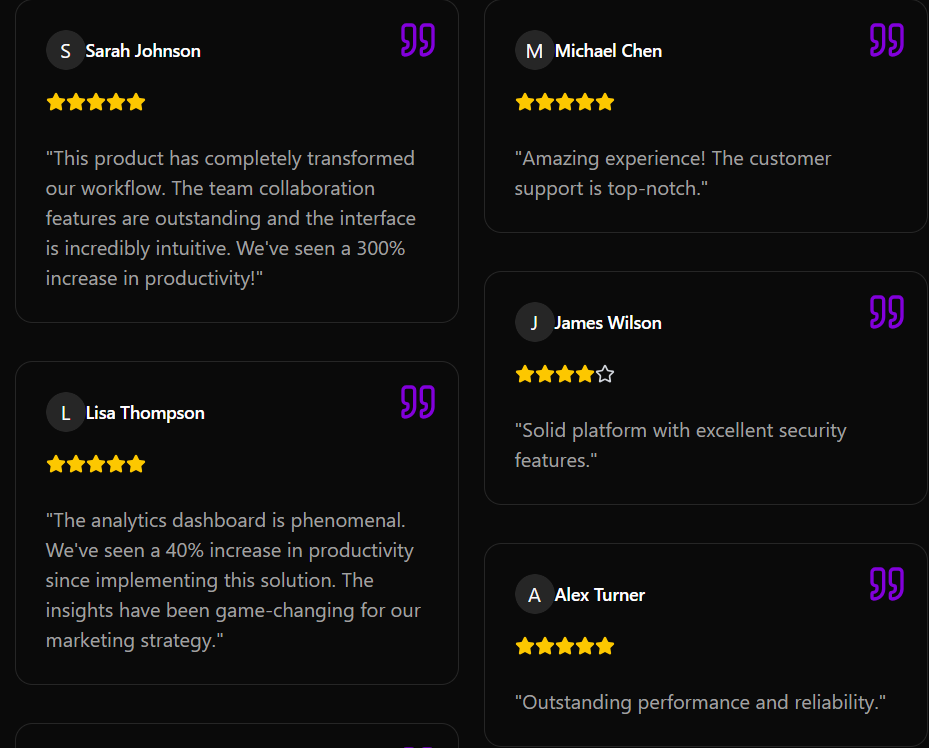 S Sarah Johnson
"This product has completely transformed
our workflow. The team collaboration
features are outstanding and the interface
is incredibly intuitive. We've seen a 300%
increase in productivity!"
L Lisa Thompson
"The analytics dashboard is phenomenal.
We've seen a 40% increase in productivity
since implementing this solution. The
insights have been game-changing for our
marketing strategy."
M Michael Chen
"Amazing experience! The customer
support is top-notch."
J James Wilson
"Solid platform with excellent security
features."
A Alex Turner
"Outstanding performance and reliability."